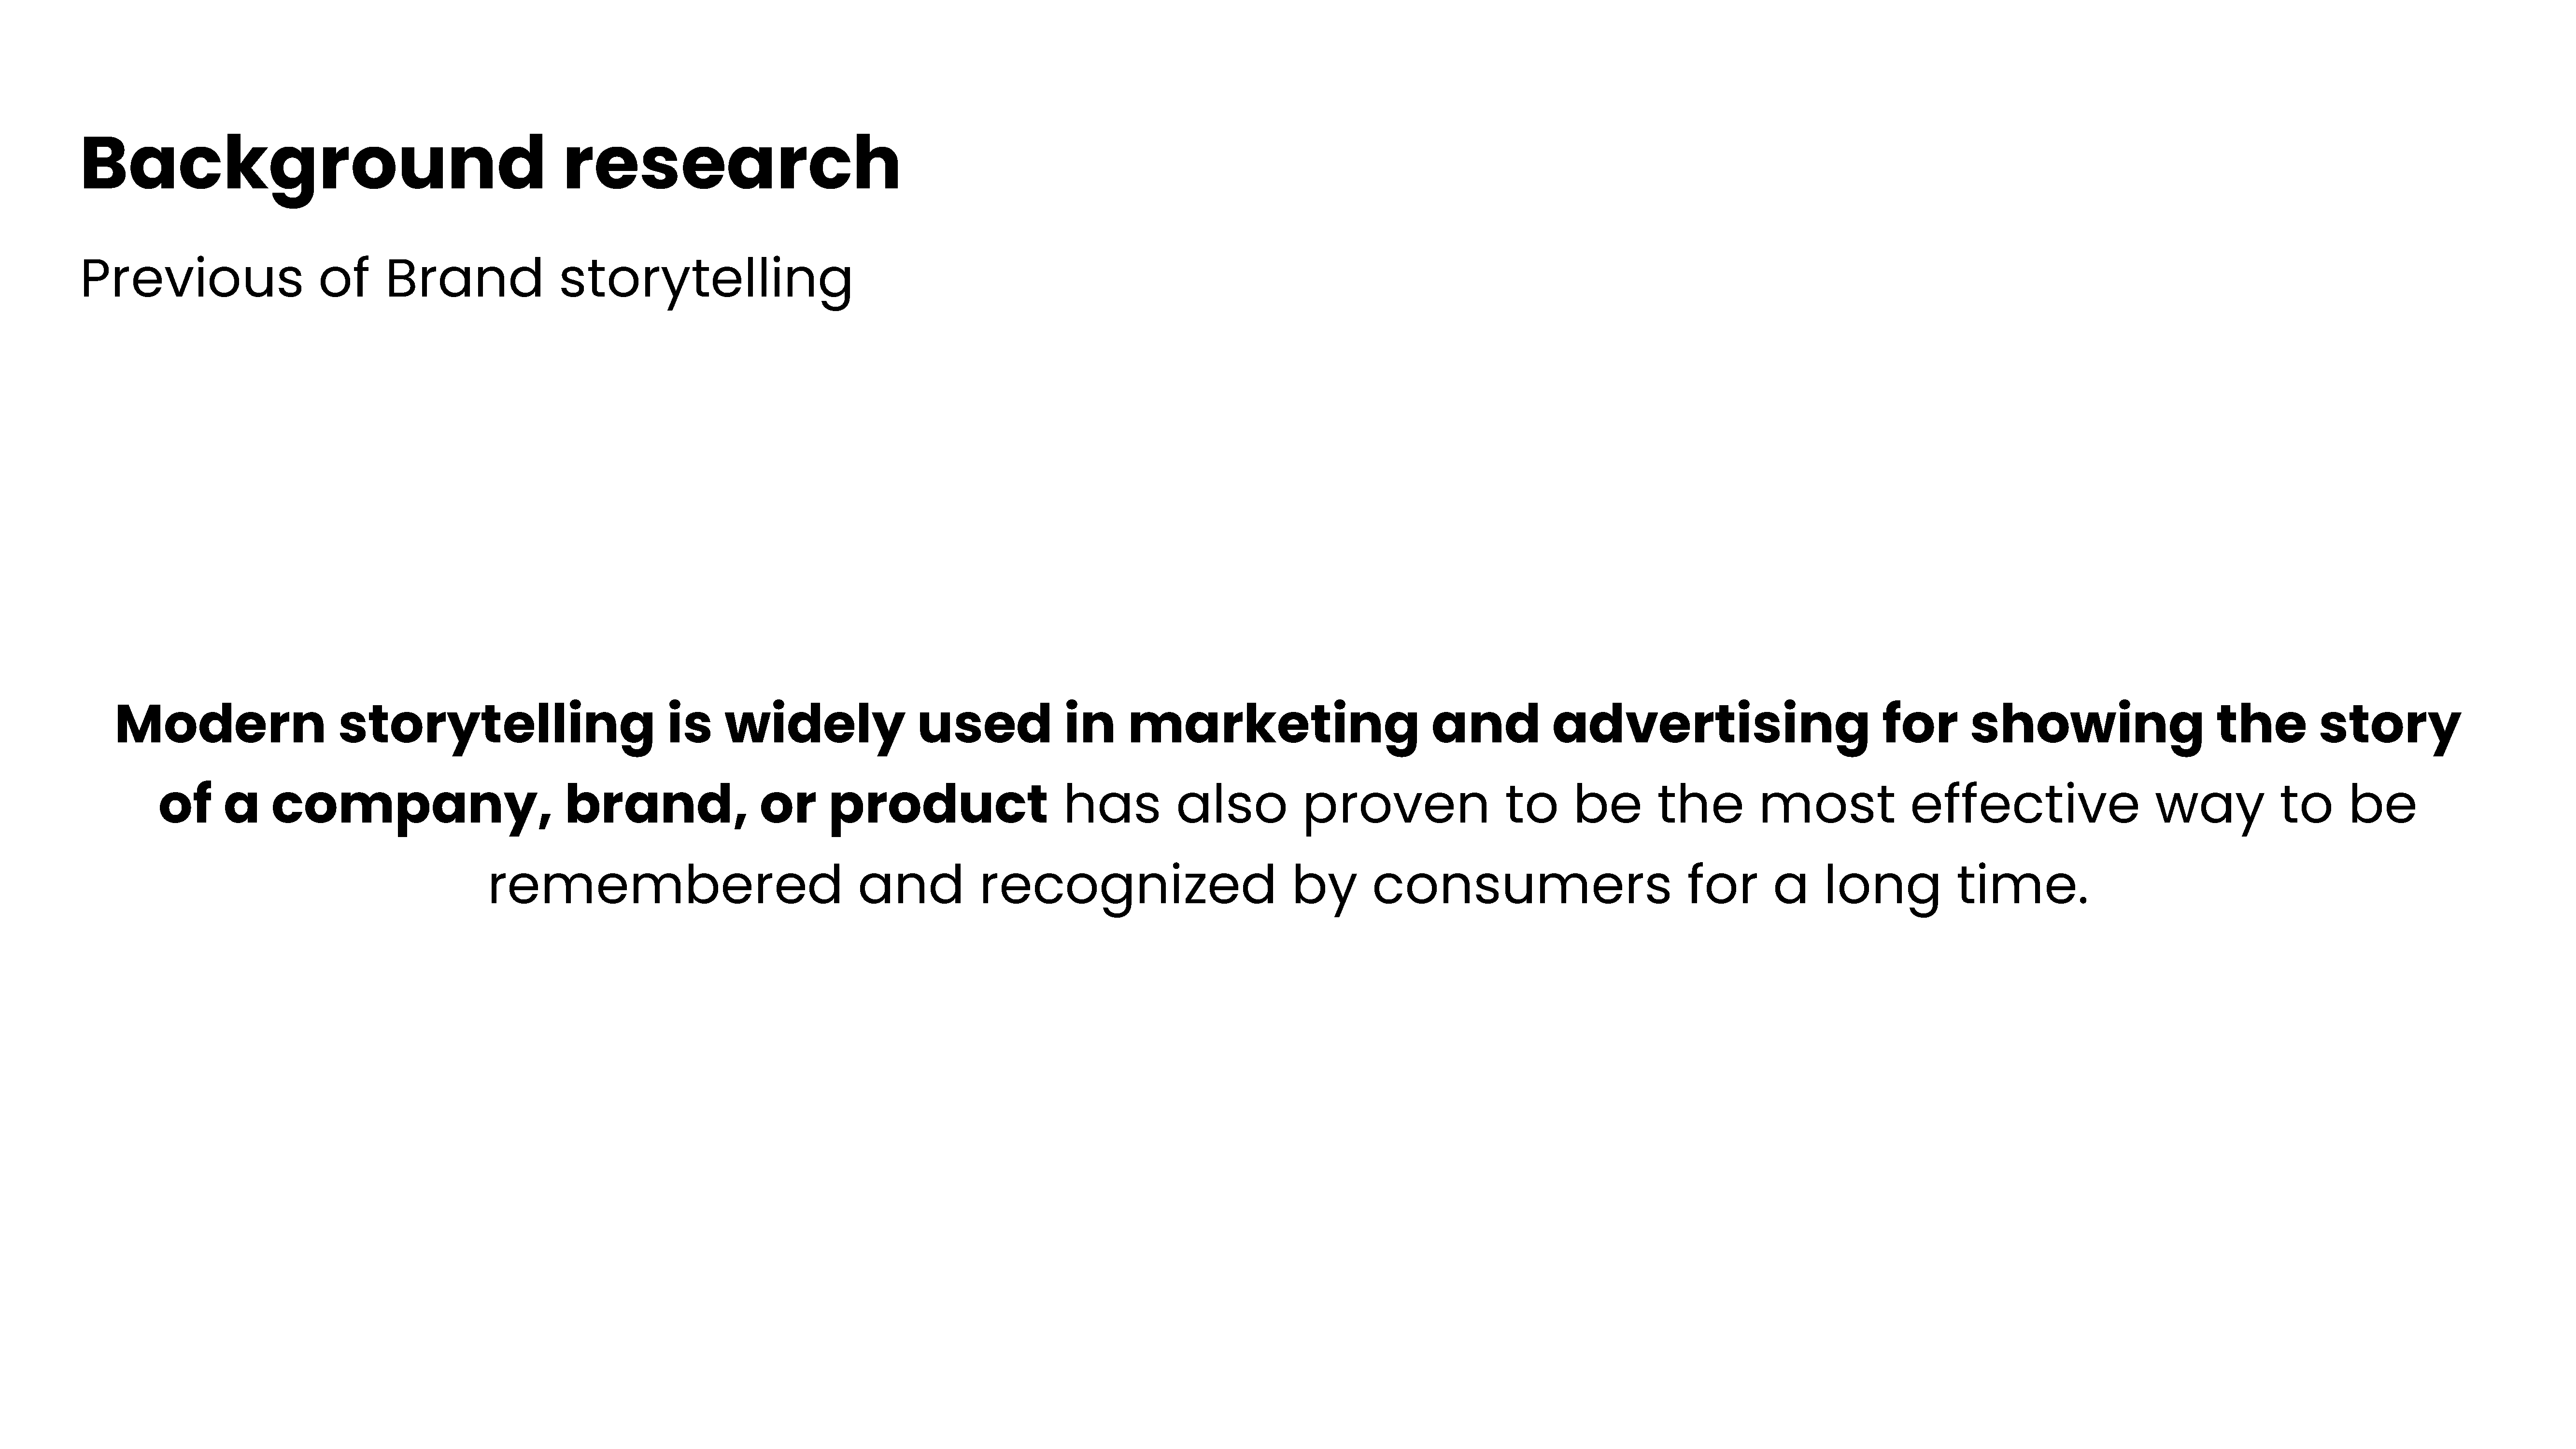 Background research
Previous of Brand storytelling
Modern storytelling is widely used in marketing and advertising for showing the story
of a company, brand, or product has also proven to be the most effective way to be
remembered and recognized by consumers for a long time.